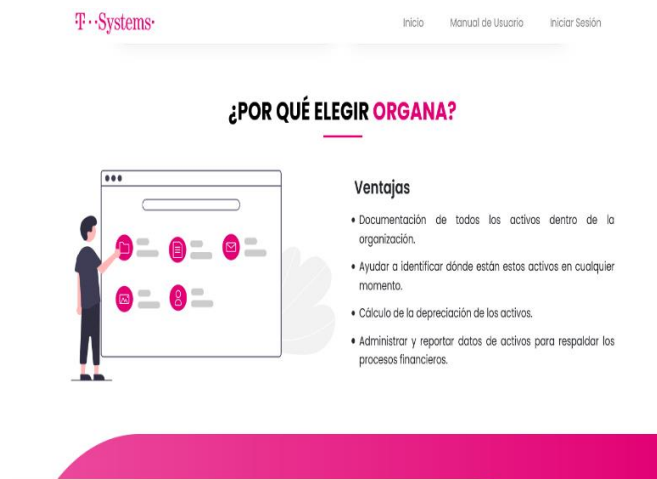 T··Systems·
Inicio Manual de Usuario Iniciar Sesión
¿POR QUÉ ELEGIR ORGANA?
Ventajas
• Documentación de todos los activos dentro de la
organización.
• Ayudar a identificar dónde están estos activos en cualquier
momento.
• Cálculo de la depreciación de los activos.
• Administrar y reportar datos de activos para respaldar los
procesos financieros.